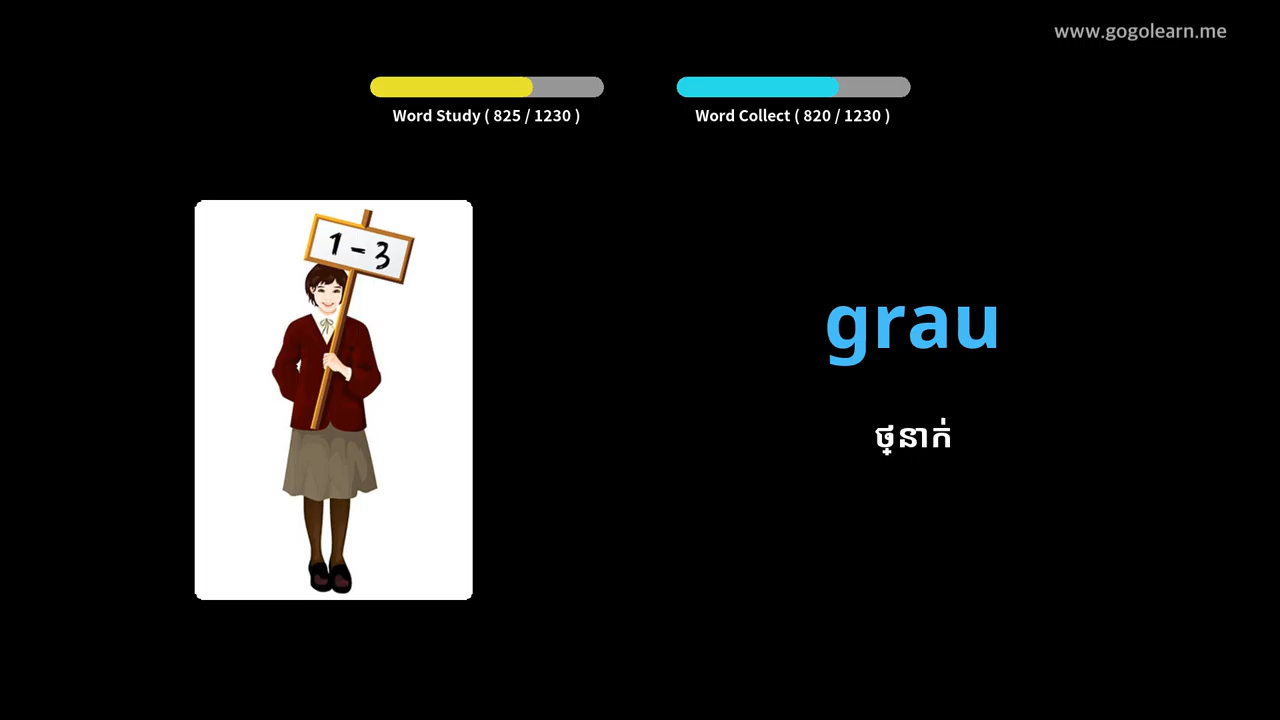 www.gogolearn.me
Word Study ( 825 / 1230 )
Word Collect ( 820 / 1230 )
1 - 3
grau
ថ្នាក់